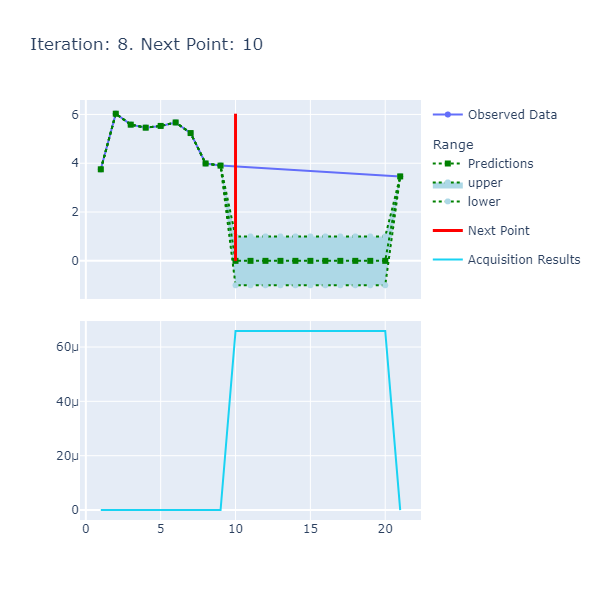 Iteration: 8. Next Point: 10
6
4
2
0
Observed Data
Range
Predictions
upper
lower
Next Point
Acquisition Results
60μ
40μ
20μ
0
0 5 10 15 20